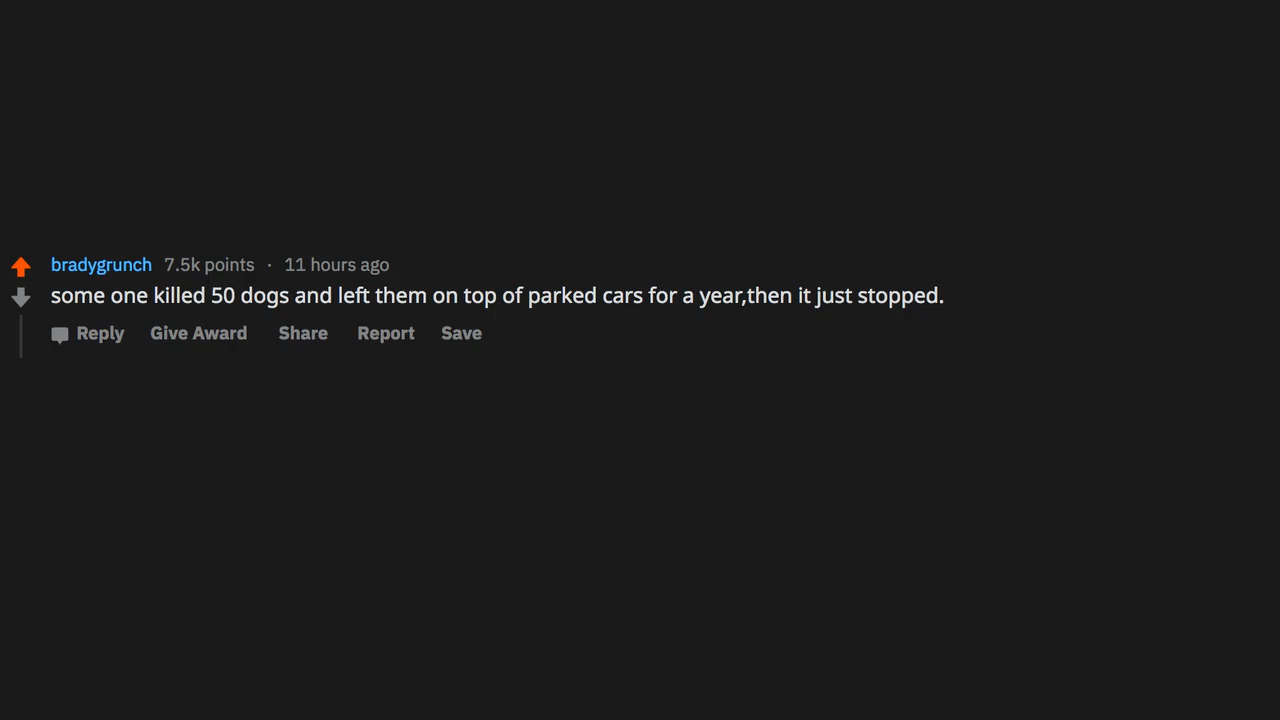 bradygrunch 7.5k points · 11 hours ago
some one killed 50 dogs and left them on top of parked cars for a year,then it just stopped.
Reply Give Award Share Report Save